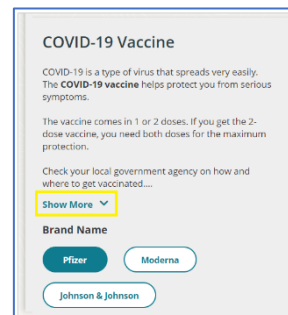 COVID-19 Vaccine
COVID-19 is a type of virus that spreads very easily.
The COVID-19 vaccine helps protect you from serious
symptoms.
The vaccine comes in 1 or 2 doses. If you get the 2-
dose vaccine, you need both doses for the maximum
protection.
Check your local government agency on how and
where to get vaccinated....
Show More
Brand Name
Pfizer
Moderna
Johnson & Johnson